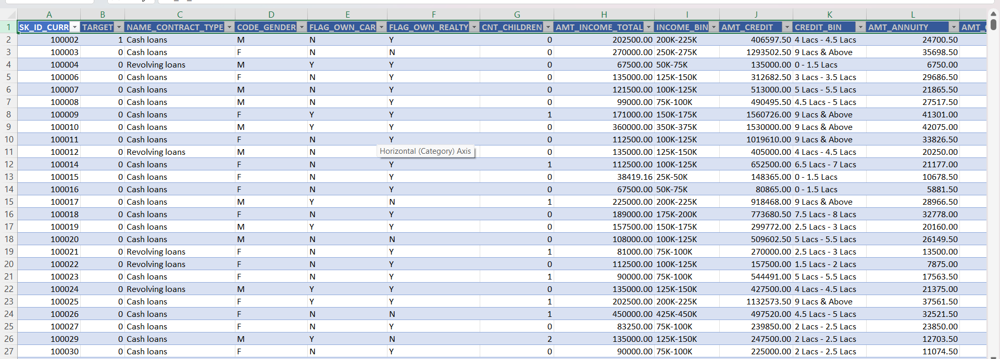 A B C D E F G H I J K L
1 SK_ID_CURR TARGET NAME_CONTRACT_TYPE CODE_GENDER FLAG_OWN_CAR FLAG_OWN_REALTY CNT_CHILDREN AMT_INCOME_TOTAL INCOME_BIN AMT_CREDIT CREDIT_BIN AMT_ANNUITY
2 100002 1 Cash loans M N Y 0 202500.00 200K-225K 406597.50 4 Lacs - 4.5 Lacs 24700.50
3 100003 0 Cash loans F N N 0 270000.00 250K-275K 1293502.50 9 Lacs & Above 35698.50
4 100004 0 Revolving loans M Y Y 0 67500.00 50K-75K 135000.00 0 - 1.5 Lacs 6750.00
5 100006 0 Cash loans F N Y 0 135000.00 125K-150K 312682.50 3 Lacs - 3.5 Lacs 29686.50
6 100007 0 Cash loans M N Y 0 121500.00 100K-125K 513000.00 5 Lacs - 5.5 Lacs 21865.50
7 100008 0 Cash loans M N Y 0 99000.00 75K-100K 490495.50 4.5 Lacs - 5 Lacs 27517.50
8 100009 0 Cash loans F Y Y 1 171000.00 150K-175K 1560726.00 9 Lacs & Above 41301.00
9 100010 0 Cash loans M Y Y 0 360000.00 350K-375K 1530000.00 9 Lacs & Above 42075.00
10 100011 0 Cash loans F N Y 0 112500.00 100K-125K 1019610.00 9 Lacs & Above 33826.50
11 100012 0 Revolving loans M N Horizontal (Category) Axis 0 135000.00 125K-150K 405000.00 4 Lacs - 4.5 Lacs 20250.00
12 100014 0 Cash loans F N Y 1 112500.00 100K-125K 652500.00 6.5 Lacs - 7 Lacs 21177.00
13 100015 0 Cash loans F N Y 0 38419.16 25K-50K 148365.00 0 - 1.5 Lacs 10678.50
14 100016 0 Cash loans F N Y 0 67500.00 50K-75K 80865.00 0 - 1.5 Lacs 5881.50
15 100017 0 Cash loans M Y N 1 225000.00 200K-225K 918468.00 9 Lacs & Above 28966.50
16 100018 0 Cash loans F N Y 0 189000.00 175K-200K 773680.50 7.5 Lacs - 8 Lacs 32778.00
17 100019 0 Cash loans M Y Y 0 157500.00 150K-175K 299772.00 2.5 Lacs - 3 Lacs 20160.00
18 100020 0 Cash loans M N N 0 108000.00 100K-125K 509602.50 5 Lacs - 5.5 Lacs 26149.50
19 100021 0 Revolving loans F N Y 1 81000.00 75K-100K 270000.00 2.5 Lacs - 3 Lacs 13500.00
20 100022 0 Revolving loans F N Y 0 112500.00 100K-125K 157500.00 1.5 Lacs - 2 Lacs 7875.00
21 100023 0 Cash loans F N Y 1 90000.00 75K-100K 544491.00 5 Lacs - 5.5 Lacs 17563.50
22 100024 0 Revolving loans M Y Y 0 135000.00 125K-150K 427500.00 4 Lacs - 4.5 Lacs 21375.00
23 100025 0 Cash loans F Y Y 1 202500.00 200K-225K 1132573.50 9 Lacs & Above 37561.50
24 100026 0 Cash loans F N N 1 450000.00 425K-450K 497520.00 4.5 Lacs - 5 Lacs 32521.50
25 100027 0 Cash loans F N Y 0 83250.00 75K-100K 239850.00 2 Lacs - 2.5 Lacs 23850.00
26 100029 0 Cash loans M Y N 2 135000.00 125K-150K 247500.00 2 Lacs - 2.5 Lacs 12703.50
27 100030 0 Cash loans F N Y 0 90000.00 75K-100K 225000.00 2 Lacs - 2.5 Lacs 11074.50